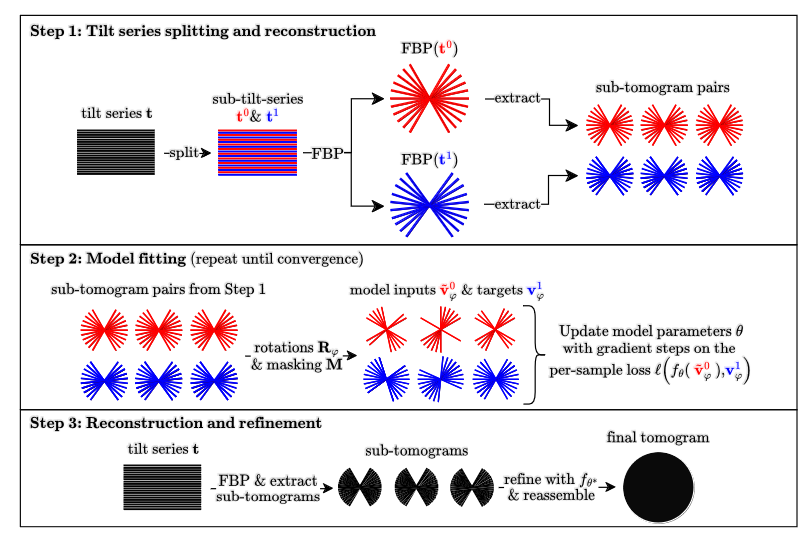 Step 1: Tilt series splitting and reconstruction
FBP(t⁰)
sub-tomogram pairs
sub-tilt-series
t⁰ & t¹
tilt series t
split
FBP
extract
FBP(t¹)
extract
Step 2: Model fitting (repeat until convergence)
sub-tomogram pairs from Step 1
model inputs ṽ⁰_φ & targets v¹_φ
rotations R_φ
& masking M
Update model parameters θ
with gradient steps on the
per-sample loss ℓ(f_θ( ṽ⁰_φ ),v¹_φ)
Step 3: Reconstruction and refinement
tilt series t
FBP & extract
sub-tomograms
sub-tomograms
refine with f_θ*
& reassemble
final tomogram